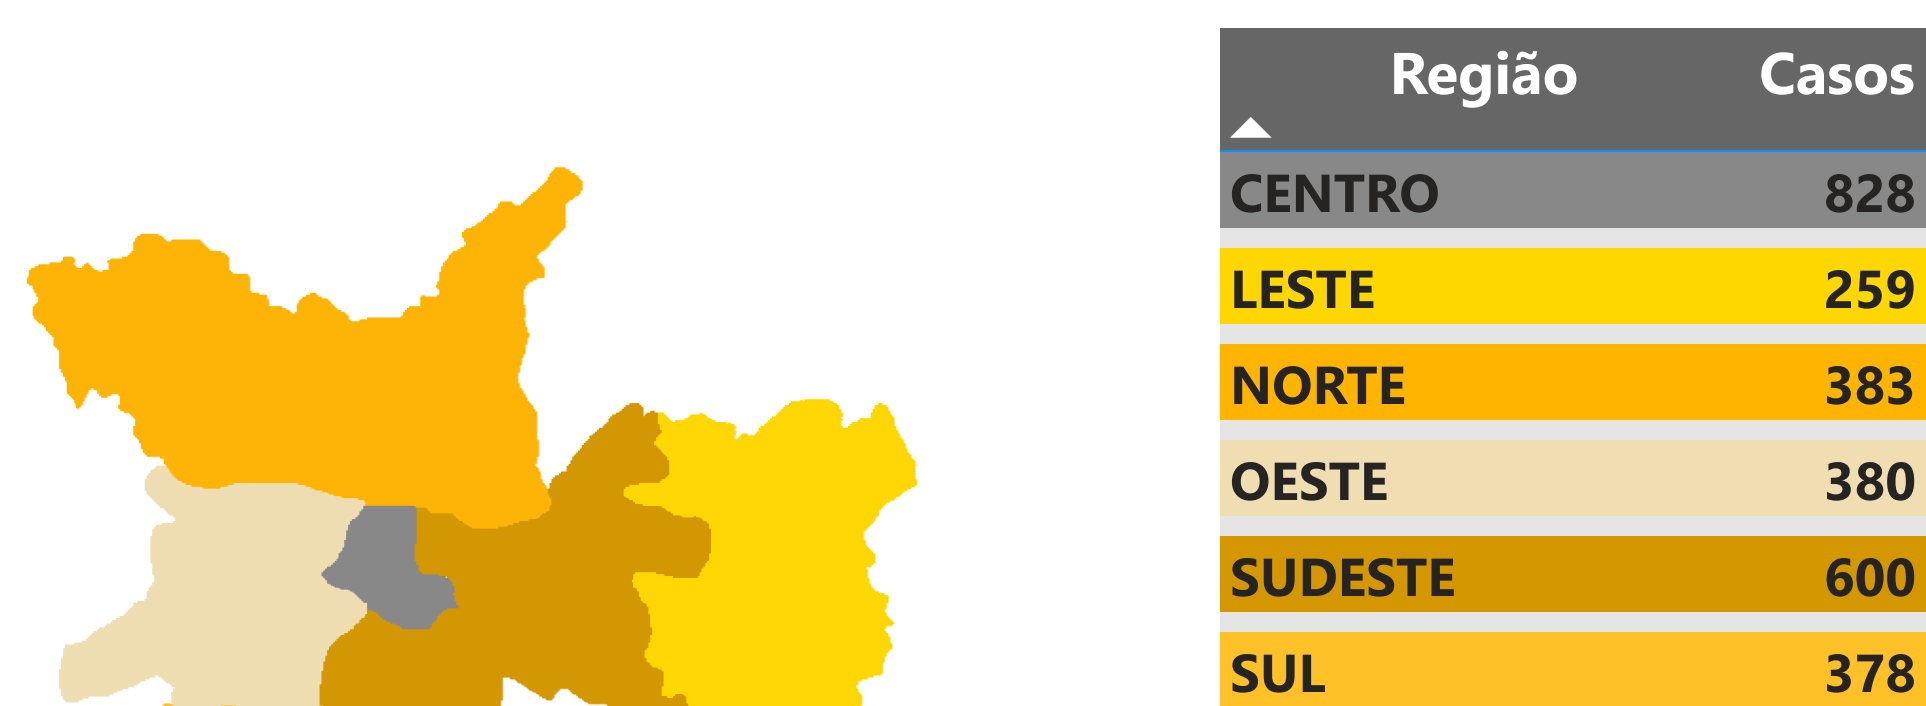 Região Casos
CENTRO 828
LESTE 259
NORTE 383
OESTE 380
SUDESTE 600
SUL 378